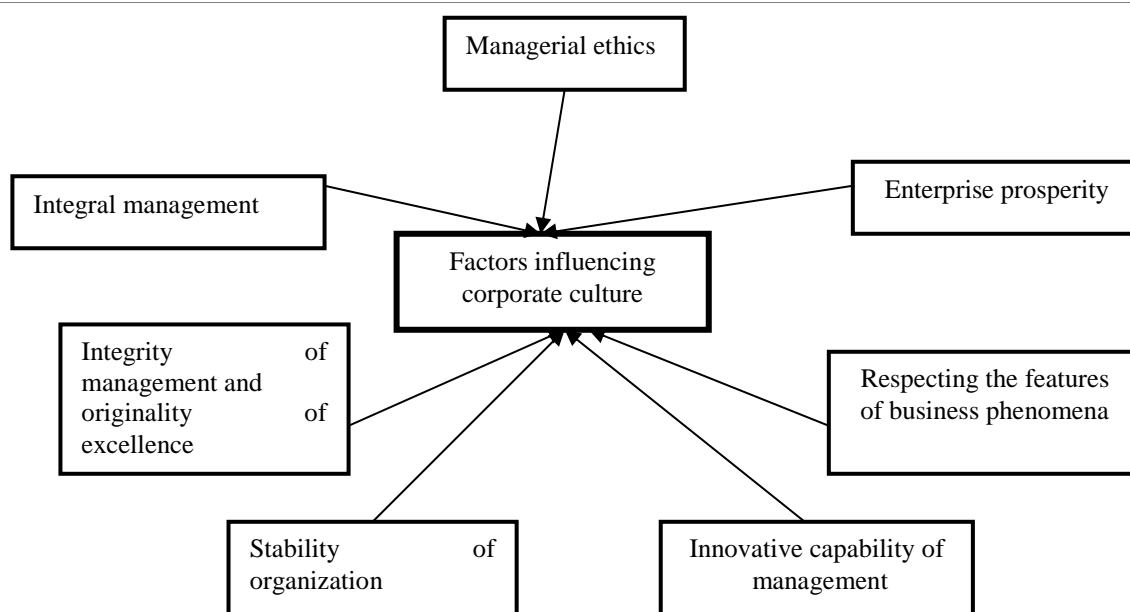 Managerial ethics
Integral management
Enterprise prosperity
Factors influencing
corporate culture
Integrity of
management and
originality of
excellence
Respecting the features
of business phenomena
Stability of
organization
Innovative capability of
management